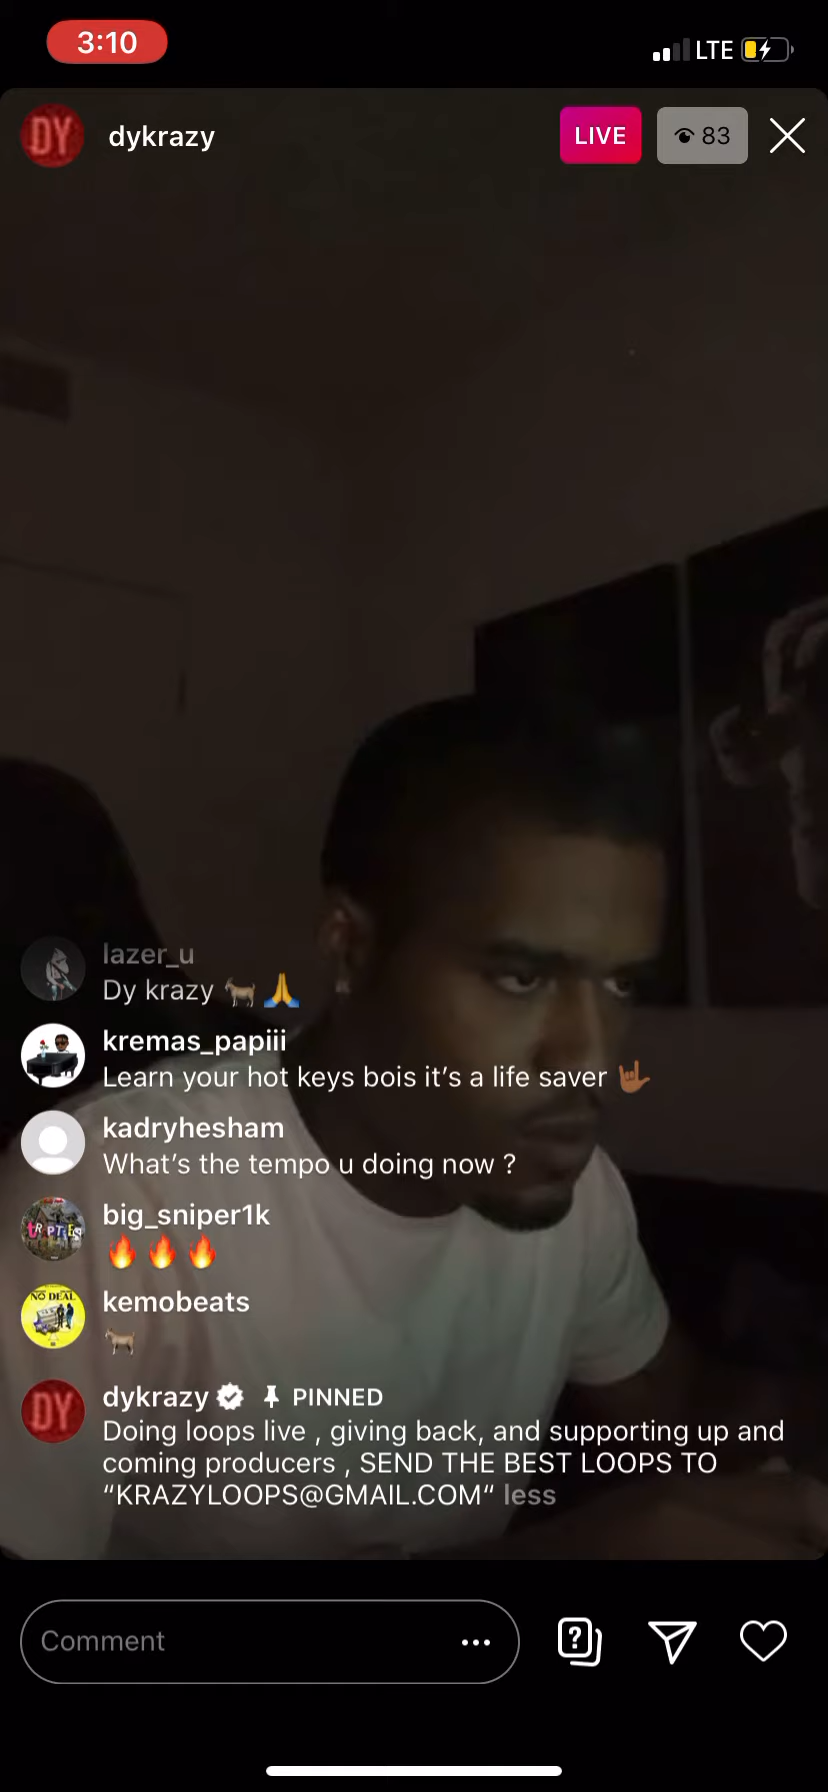 3:10
LTE
DY
dykrazy
LIVE
83
lazer_u
Dy krazy 🐐 🙏
kremas_papiii
Learn your hot keys bois it’s a life saver 🤟🏾
kadryhesham
What’s the tempo u doing now ?
big_sniper1k
🔥 🔥 🔥
NO DEAL
kemobeats
🐐
DY
dykrazy
PINNED
Doing loops live , giving back, and supporting up and
coming producers , SEND THE BEST LOOPS TO
“KRAZYLOOPS@GMAIL.COM“ less
Comment
?